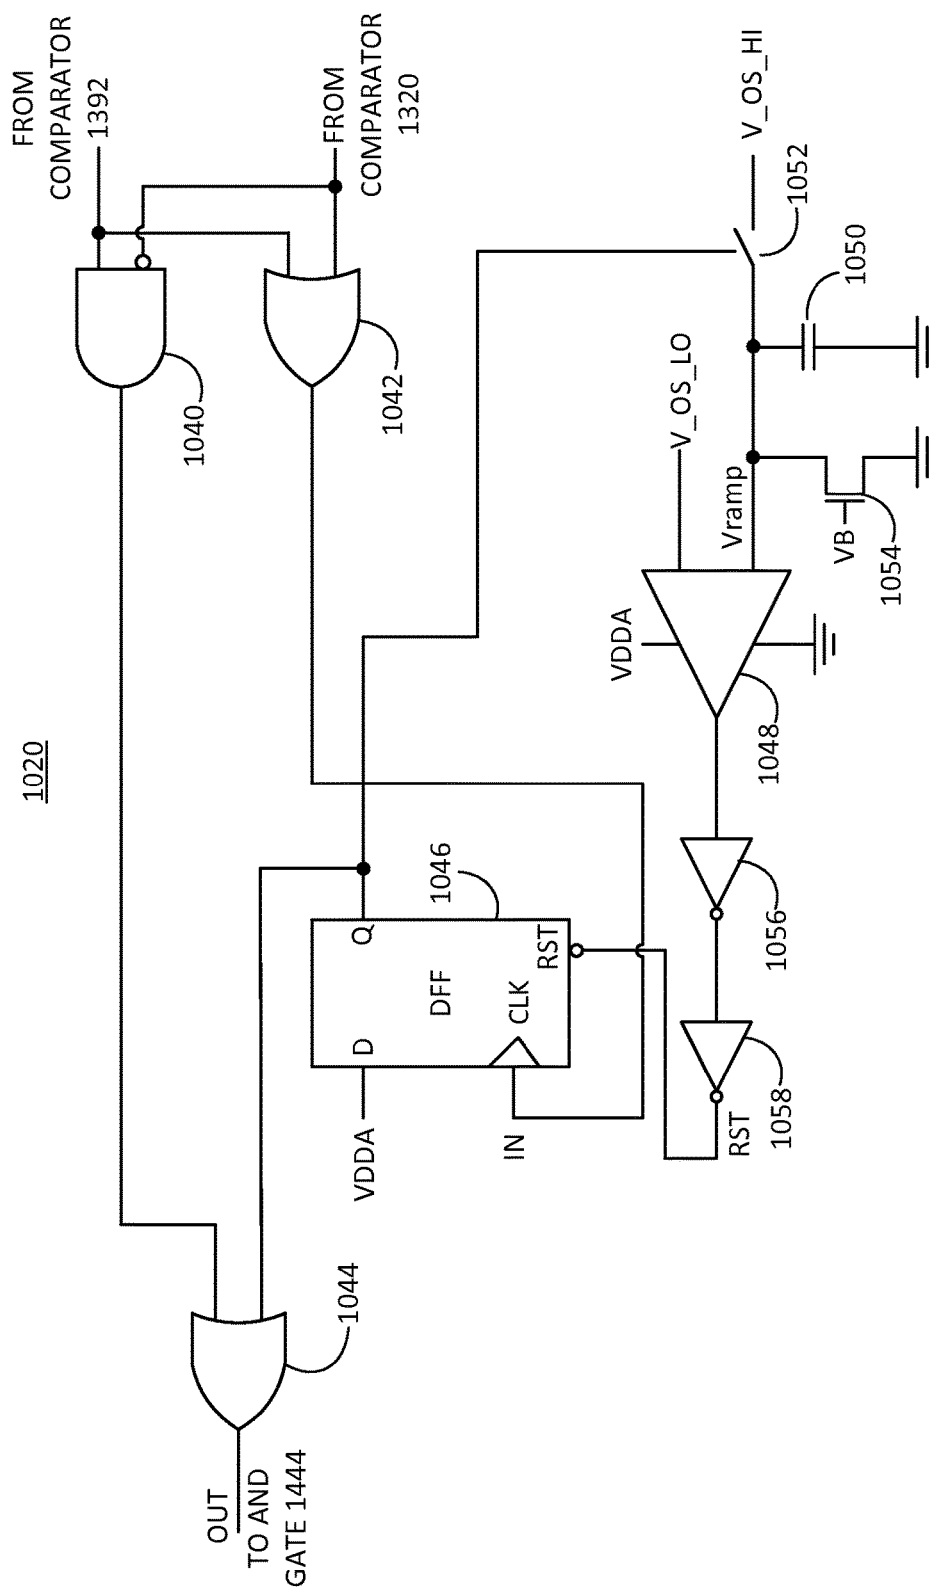 1020
FROM
COMPARATOR
1392
FROM
COMPARATOR
1320
1040
1042
V_OS_HI
1052
1050
V_OS_LO
Vramp
VB
1054
VDDA
1048
1056
1058
RST
1046
Q
D
DFF
CLK
RST
VDDA
IN
1044
OUT
TO AND
GATE 1444